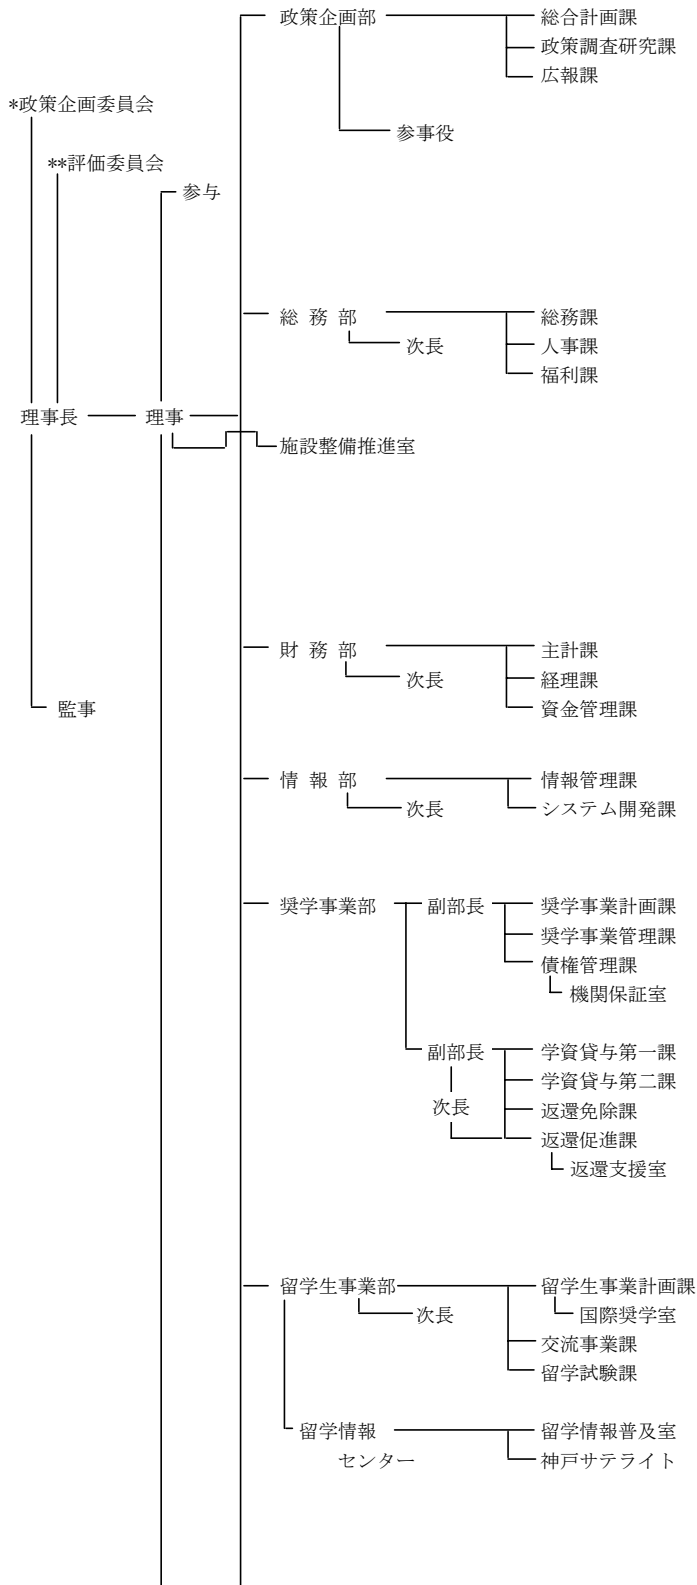 政策企画部 総合計画課
政策調査研究課
広報課
*政策企画委員会
参事役
**評価委員会
参与
総 務 部 総務課
次長 人事課
福利課
理事長 理事
施設整備推進室
財 務 部 主計課
次長 経理課
監事 資金管理課
情 報 部 情報管理課
次長 システム開発課
奨学事業部 副部長 奨学事業計画課
奨学事業管理課
債権管理課
機関保証室
副部長 学資貸与第一課
学資貸与第二課
次長 返還免除課
返還促進課
返還支援室
留学生事業部 留学生事業計画課
次長 国際奨学室
交流事業課
留学試験課
留学情報 留学情報普及室
センター 神戸サテライト